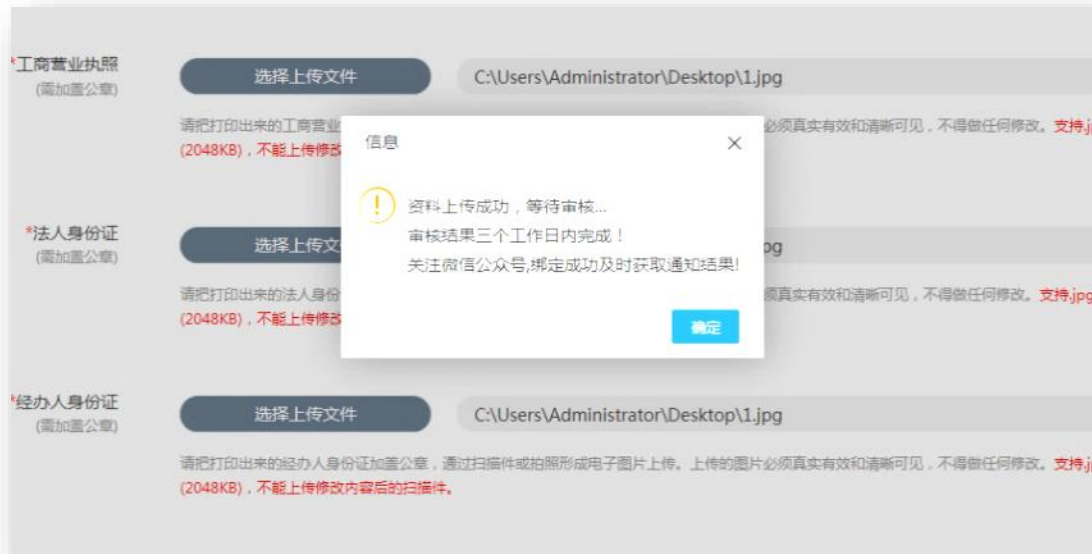 *工商营业执照
(需加盖公章)
选择上传文件
C:\Users\Administrator\Desktop\1.jpg
请把打印出来的工商营业
必须真实有效和清晰可见，不得做任何修改。支持.j
(2048KB)，不能上传修改
信息
资料上传成功，等待审核...
审核结果三个工作日内完成！
关注微信公众号,绑定成功及时获取通知结果!
确定
*法人身份证
(需加盖公章)
选择上传文
pg
请把打印出来的法人身份
须真实有效和清晰可见，不得做任何修改。支持.jpg
(2048KB)，不能上传修改
*经办人身份证
(需加盖公章)
选择上传文件
C:\Users\Administrator\Desktop\1.jpg
请把打印出来的经办人身份证加盖公章，通过扫描件或拍照形成电子图片上传。上传的图片必须真实有效和清晰可见，不得做任何修改。支持.j
(2048KB)，不能上传修改内容后的扫描件。